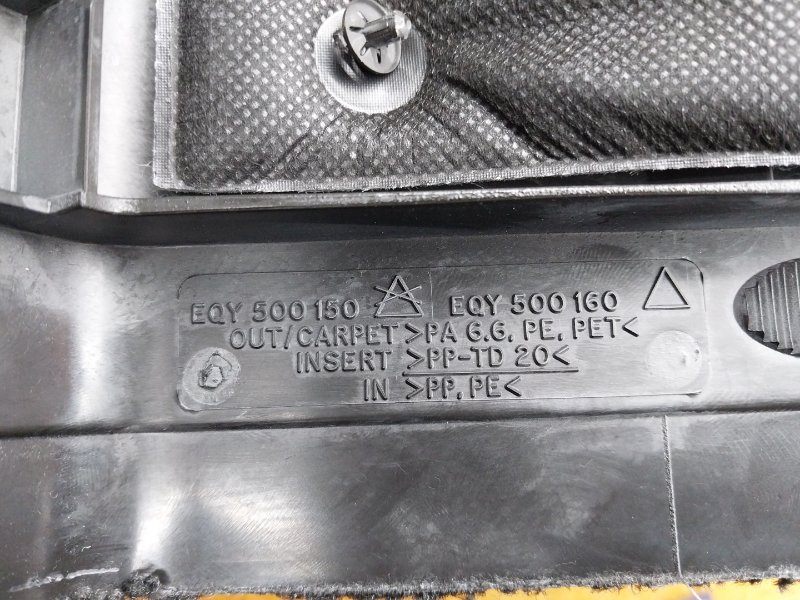 EQY 500 150 EQY 500 160
OUT/CARPET >PA 6.6, PE, PET<
INSERT >PP-TD 20<
IN >PP, PE<